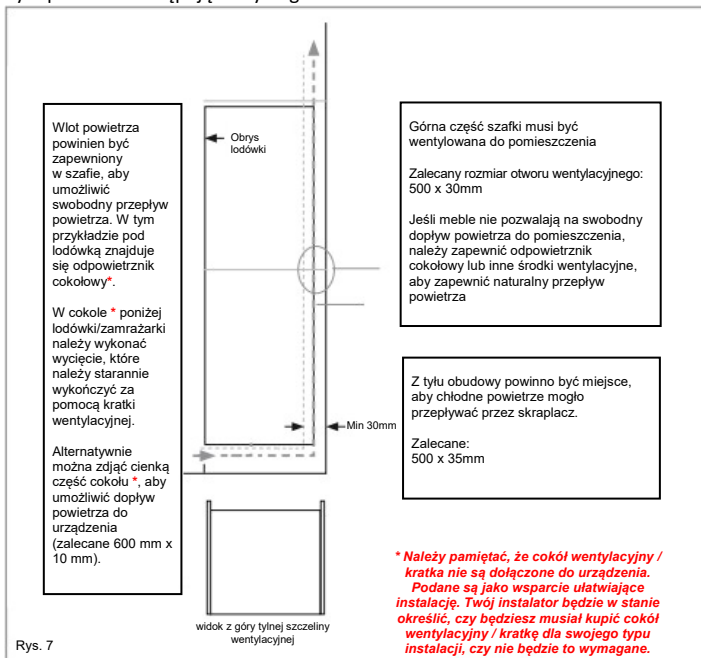 Wlot powietrza
powinien być
zapewniony
w szafie, aby
umożliwić
swobodny przepływ
powietrza. W tym
przykładzie pod
lodówką znajduje
się odpowietrznik
cokołowy*.
W cokole * poniżej
lodówki/zamrażarki
należy wykonać
wycięcie, które
należy starannie
wykończyć za
pomocą kratki
wentylacyjnej.
Alternatywnie
można zdjąć cienką
część cokołu *, aby
umożliwić dopływ
powietrza do
urządzenia
(zalecane 600 mm x
10 mm).
Obrys
lodówki
Min 30mm
Górna część szafki musi być
wentylowana do pomieszczenia
Zalecany rozmiar otworu wentylacyjnego:
500 x 30mm
Jeśli meble nie pozwalają na swobodny
dopływ powietrza do pomieszczenia,
należy zapewnić odpowietrznik
cokołowy lub inne środki wentylacyjne,
aby zapewnić naturalny przepływ
powietrza
Z tyłu obudowy powinno być miejsce,
aby chłodne powietrze mogło
przepływać przez skraplacz.
Zalecane:
500 x 35mm
widok z góry tylnej szczeliny
wentylacyjnej
* Należy pamiętać, że cokół wentylacyjny /
kratka nie są dołączone do urządzenia.
Podane są jako wsparcie ułatwiające
instalację. Twój instalator będzie w stanie
określić, czy będziesz musiał kupić cokół
wentylacyjny / kratkę dla swojego typu
instalacji, czy nie będzie to wymagane.
Rys. 7